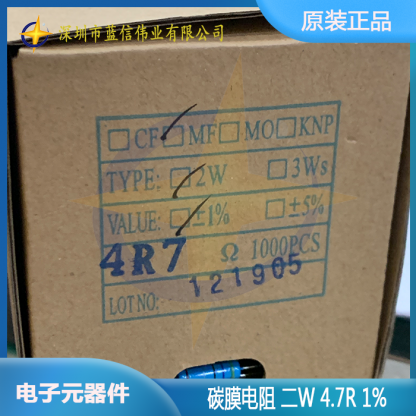 深圳市蓝信伟业有限公司
原装正品
□CF □MF □MO □KNP
TYPE: □2W □3Ws
VALUE: □±1% □±5%
4R7 Ω 1000PCS
LOT NO: 121905
电子元器件
碳膜电阻 二W 4.7R 1%